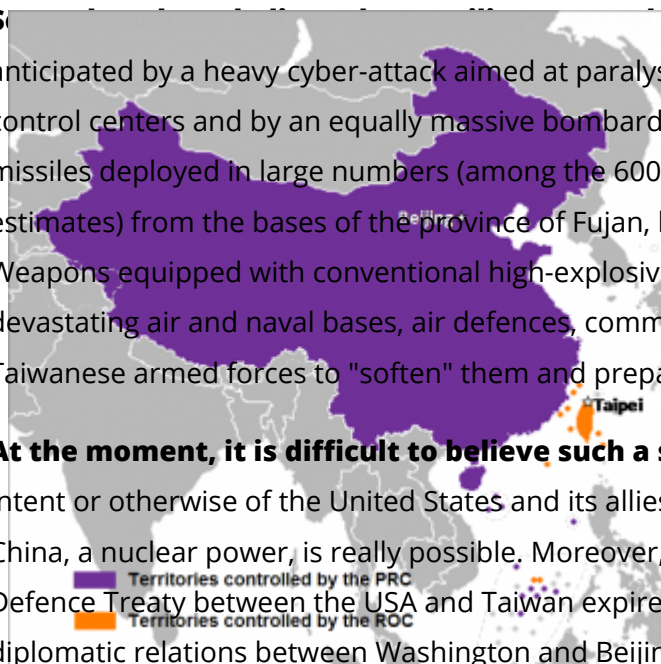 anticipated by a heavy cyber-attack aimed at paralys
control centers and by an equally massive bombard
missiles deployed in large numbers (among the 600
Beijing
estimates) from the bases of the province of Fujan,
Weapons equipped with conventional high-explosiv
devastating air and naval bases, air defences, comm
Taiwanese armed forces to "soften" them and prepa
Taipei
At the moment, it is difficult to believe such a s
intent or otherwise of the United States and its allies
China, a nuclear power, is really possible. Moreover,
Territories controlled by the PRC
Defence Treaty between the USA and Taiwan expire
Territories controlled by the ROC
diplomatic relations between Washington and Beijin